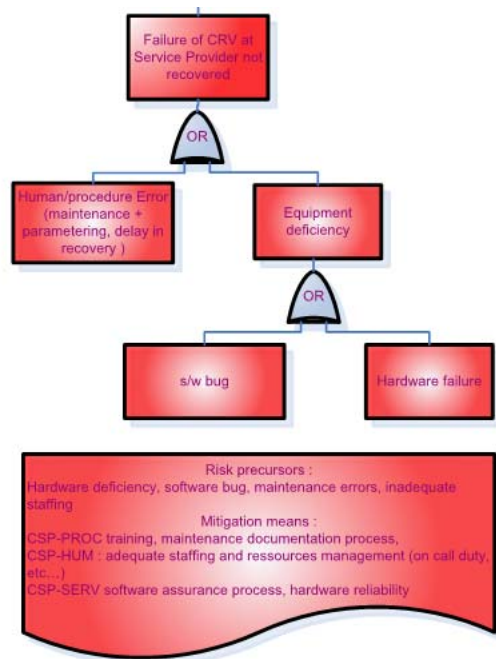 Failure of CRV at
Service Provider not
recovered
OR
Human/procedure Error
(maintenance +
parametering, delay in
recovery )
Equipment
deficiency
OR
s/w bug
Hardware failure
Risk precursors :
Hardware deficiency, software bug, maintenance errors, inadequate
staffing
Mitigation means :
CSP-PROC training, maintenance documentation process,
CSP-HUM : adequate staffing and ressources management (on call duty,
etc…)
CSP-SERV software assurance process, hardware reliability